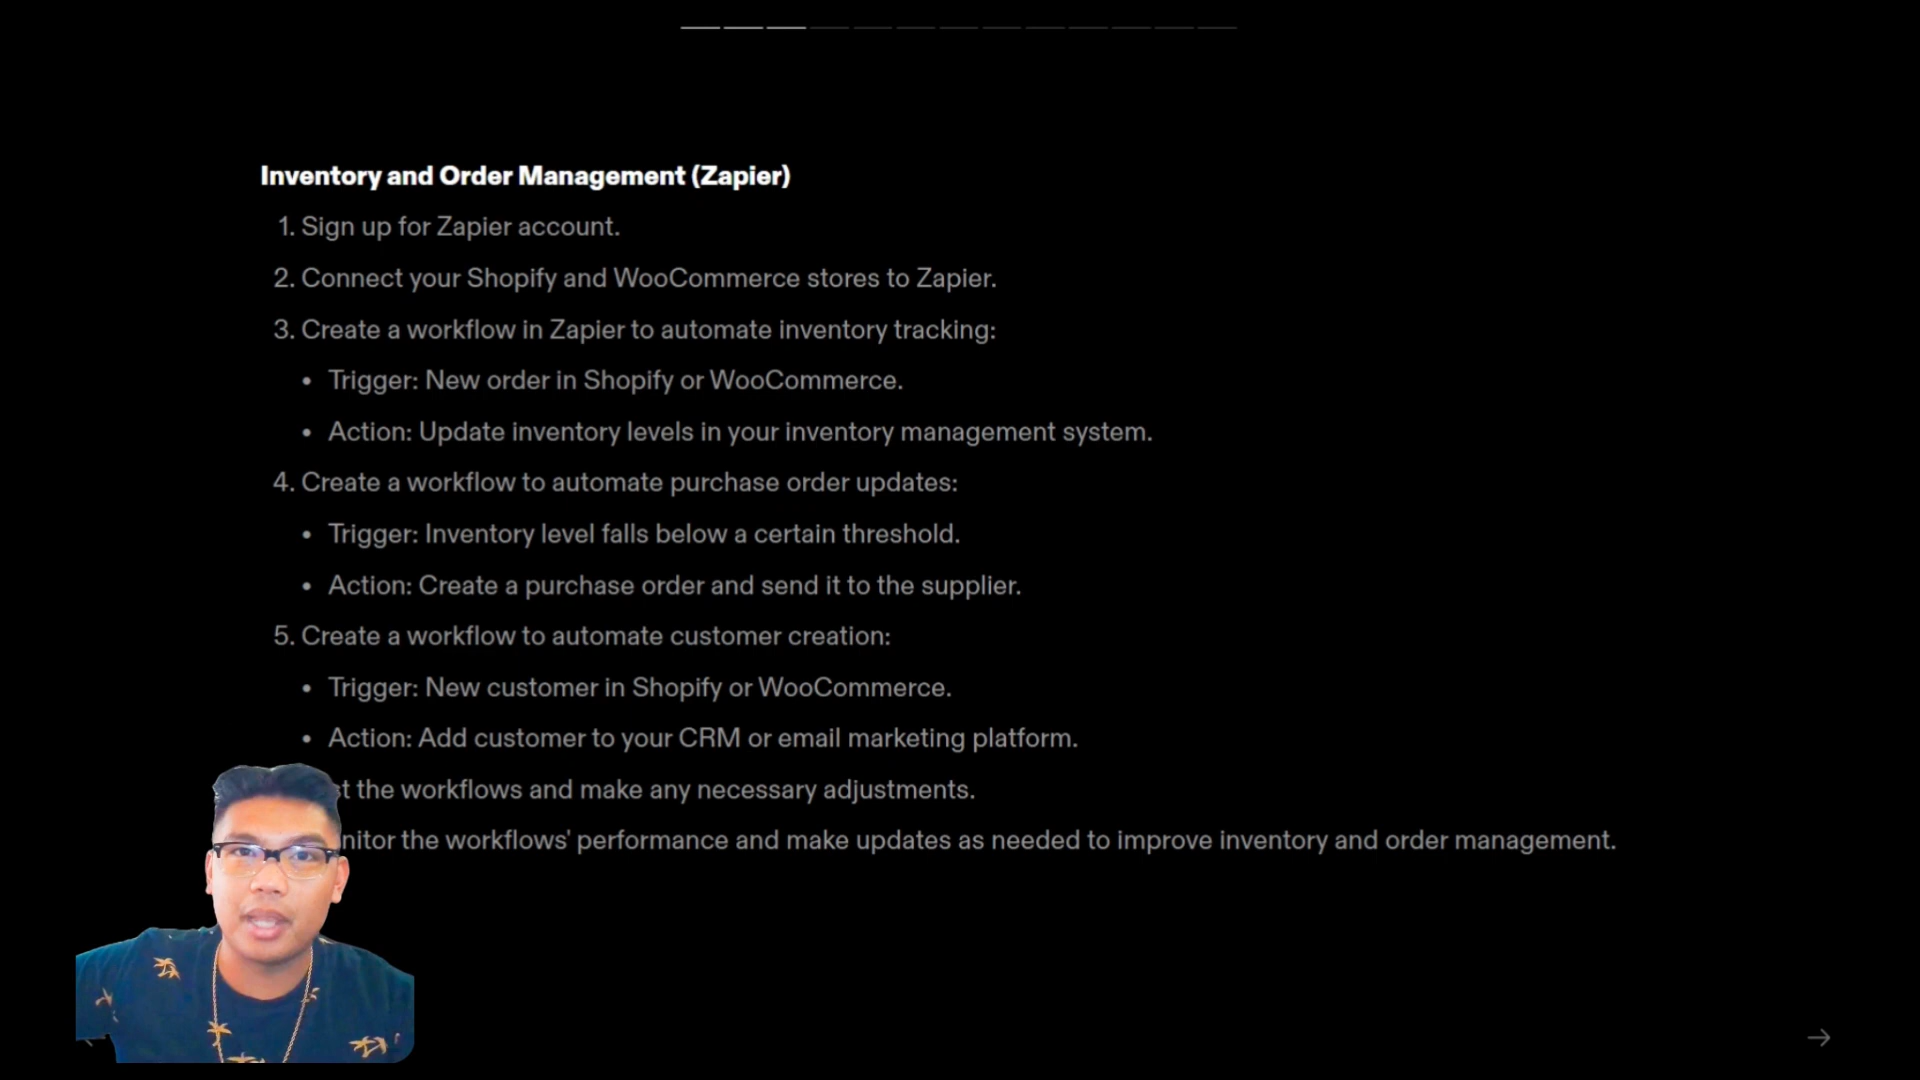 Inventory and Order Management (Zapier)
1. Sign up for Zapier account.
2. Connect your Shopify and WooCommerce stores to Zapier.
3. Create a workflow in Zapier to automate inventory tracking:
• Trigger: New order in Shopify or WooCommerce.
• Action: Update inventory levels in your inventory management system.
4. Create a workflow to automate purchase order updates:
• Trigger: Inventory level falls below a certain threshold.
• Action: Create a purchase order and send it to the supplier.
5. Create a workflow to automate customer creation:
• Trigger: New customer in Shopify or WooCommerce.
• Action: Add customer to your CRM or email marketing platform.
the workflows and make any necessary adjustments.
the workflows' performance and make updates as needed to improve inventory and order management.